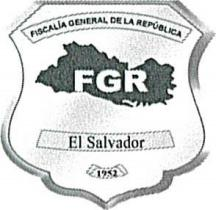 FISCALÍA GENERAL DE LA REPÚBLICA
FGR
El Salvador
1952